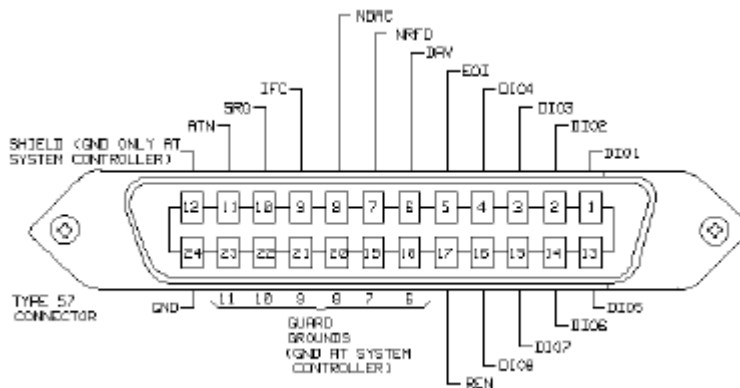 NDAC
NRFD
DAV
EOI
IFC
DIO4
SRQ
DIO3
ATN
DIO2
SHIELD (GND ONLY AT
SYSTEM CONTROLLER)
DIO1
12 11 10 9 8 7 6 5 4 3 2 1
24 23 22 21 20 19 18 17 16 15 14 13
TYPE 57
CONNECTOR
GND
11 10 9 8 7 6
DIO5
GUARD
GROUNDS
(GND AT SYSTEM
CONTROLLER)
DIO6
DIO7
DIO8
REN